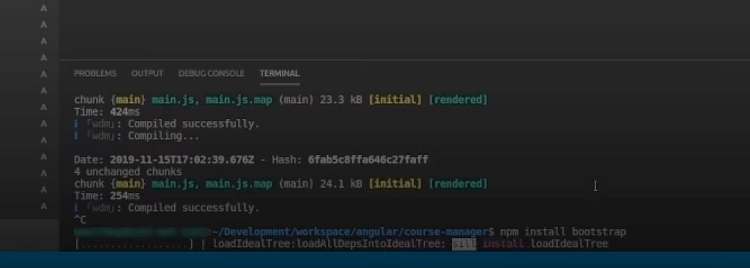 A
A
A
A
A
A
A
A
A
A
A
A
A
PROBLEMS OUTPUT DEBUG CONSOLE TERMINAL
chunk {main} main.js, main.js.map (main) 23.3 kB [initial] [rendered]
Time: 424ms
i ｢wdm｣: Compiled successfully.
i ｢wdm｣: Compiling...
Date: 2019-11-15T17:02:39.676Z - Hash: 6fab5c8ffa646c27faff
4 unchanged chunks
chunk {main} main.js, main.js.map (main) 24.1 kB [initial] [rendered]
Time: 254ms
i ｢wdm｣: Compiled successfully.
^C
:~/Development/workspace/angular/course-manager$ npm install bootstrap
[..................] | loadIdealTree:loadAllDepsIntoIdealTree: sill install loadIdealTree